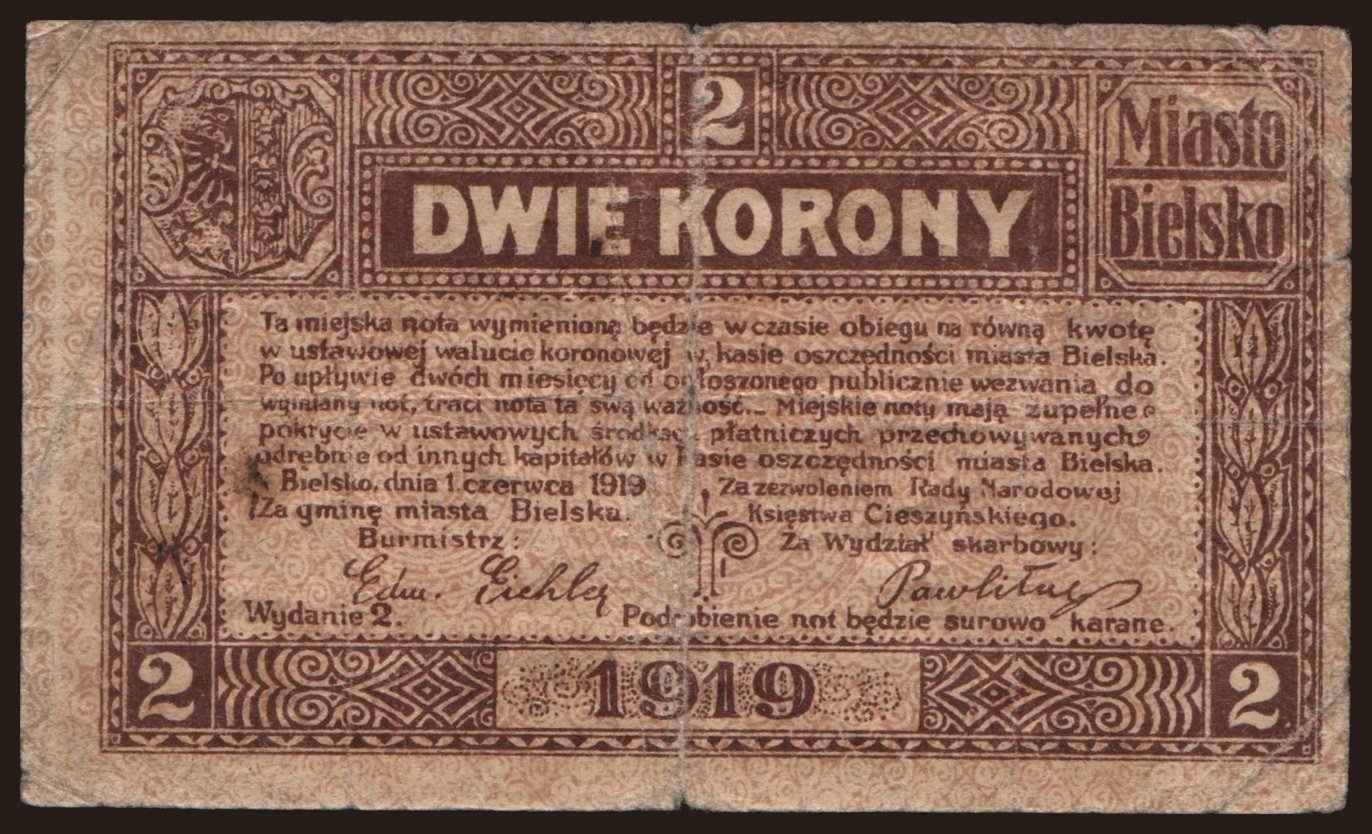 2
Miasto
Bielsko
DWIE KORONY
Ta miejska nota wymienioną będzie w czasie obiegu na równą kwotę
w ustawowej walucie koronowej w kasie oszczędności miasta Bielska.
Po upływie dwóch miesięcy od ogłoszonego publicznie wezwania do
wymiany not, traci nota ta swą ważność.- Miejskie noty mają zupełne
pokrycie w ustawowych środkach płatniczych przechowywanych
odrębnie od innych kapitałów w kasie oszczędności miasta Bielska.
Bielsko, dnia 1. czerwca 1919
Za gminę miasta Bielska.
Burmistrz:
Edm. Eichler
Za zezwoleniem Rady Narodowej
Księstwa Cieszyńskiego.
Za Wydział skarbowy:
Wydanie 2.
Podrobienie not będzie surowo karane.
2
1919
2